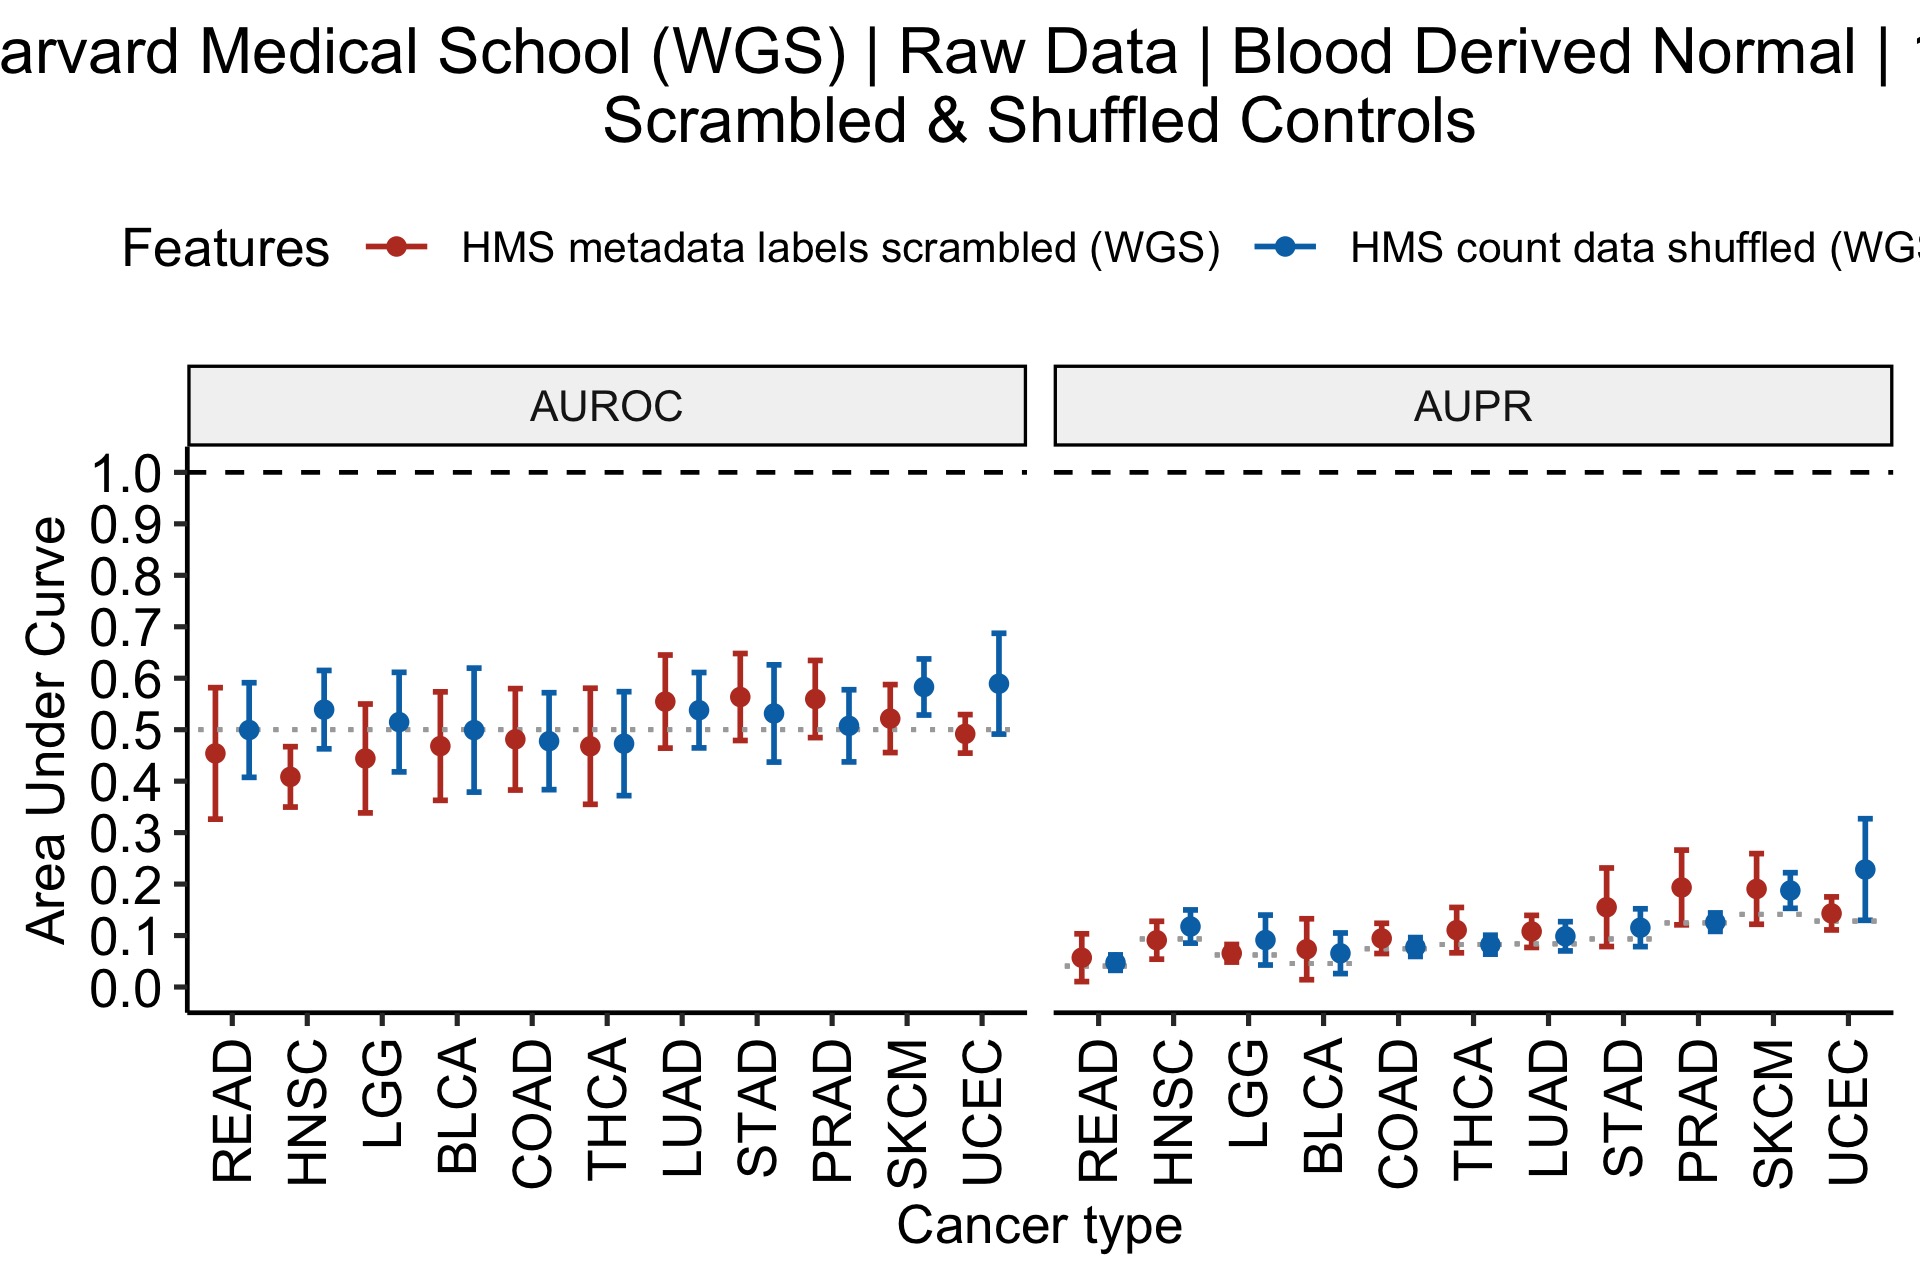 arvard Medical School (WGS) | Raw Data | Blood Derived Normal |
Scrambled & Shuffled Controls
Features HMS metadata labels scrambled (WGS) HMS count data shuffled (WGS
AUROC AUPR
Area Under Curve
1.0
0.9
0.8
0.7
0.6
0.5
0.4
0.3
0.2
0.1
0.0
READ HNSC LGG BLCA COAD THCA LUAD STAD PRAD SKCM UCEC READ HNSC LGG BLCA COAD THCA LUAD STAD PRAD SKCM UCEC
Cancer type